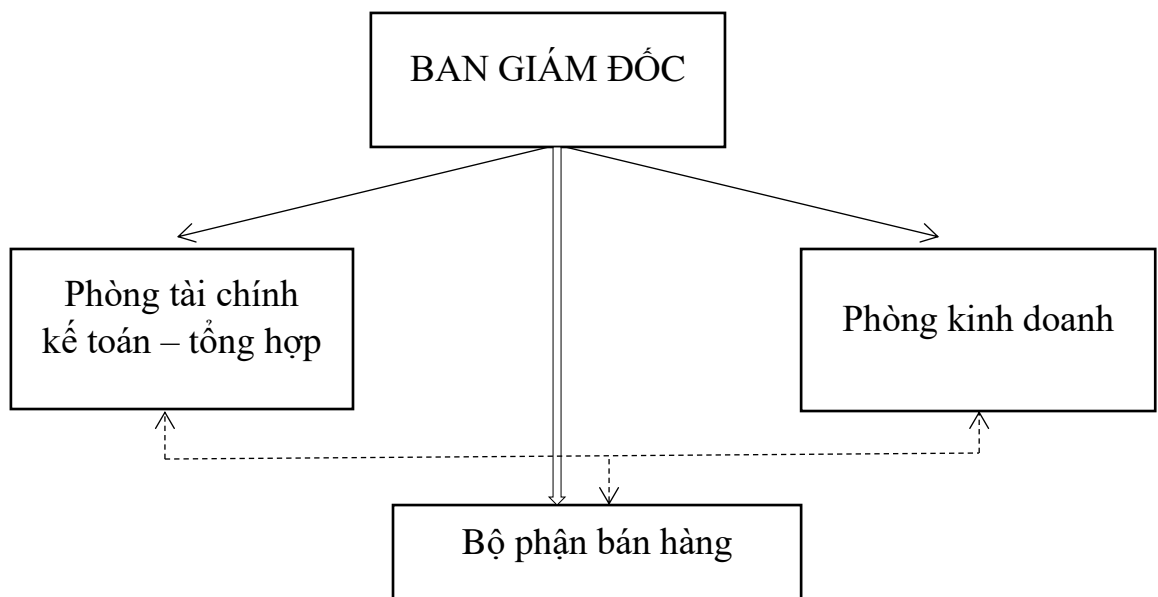 BAN GIÁM ĐỐC
Phòng tài chính
kế toán – tổng hợp
Phòng kinh doanh
Bộ phận bán hàng